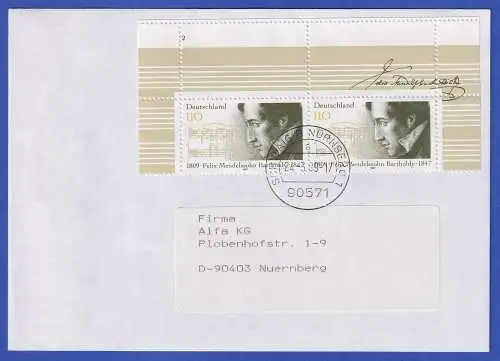 2
Deutschland
110
1809-Felix Mendelssohn Bartholdy-1847
Deutschland
110
1809-Felix Mendelssohn Bartholdy-1847
NÜRNBERG
90571
Firma
Alfa KG
Plobenhofstr. 1-9
D-90403 Nuernberg